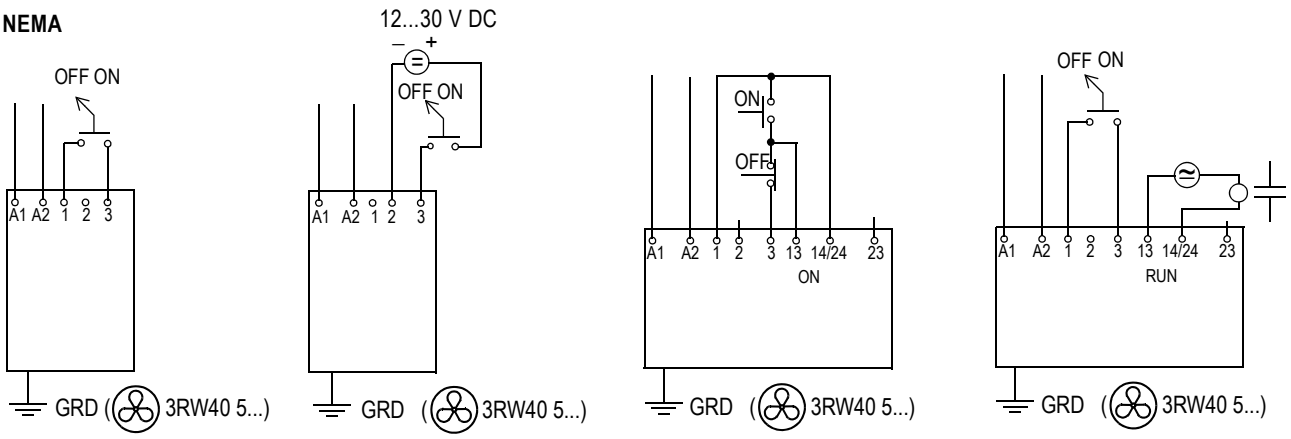 NEMA
OFF ON
A1 A2 1 2 3
GRD ( 3RW40 5...)
12...30 V DC
– +
=
OFF ON
A1 A2 1 2 3
GRD ( 3RW40 5...)
ON
OFF
A1 A2 1 2 3 13 14/24 23
ON
GRD ( 3RW40 5...)
OFF ON
≃
A1 A2 1 2 3 13 14/24 23
RUN
GRD ( 3RW40 5...)